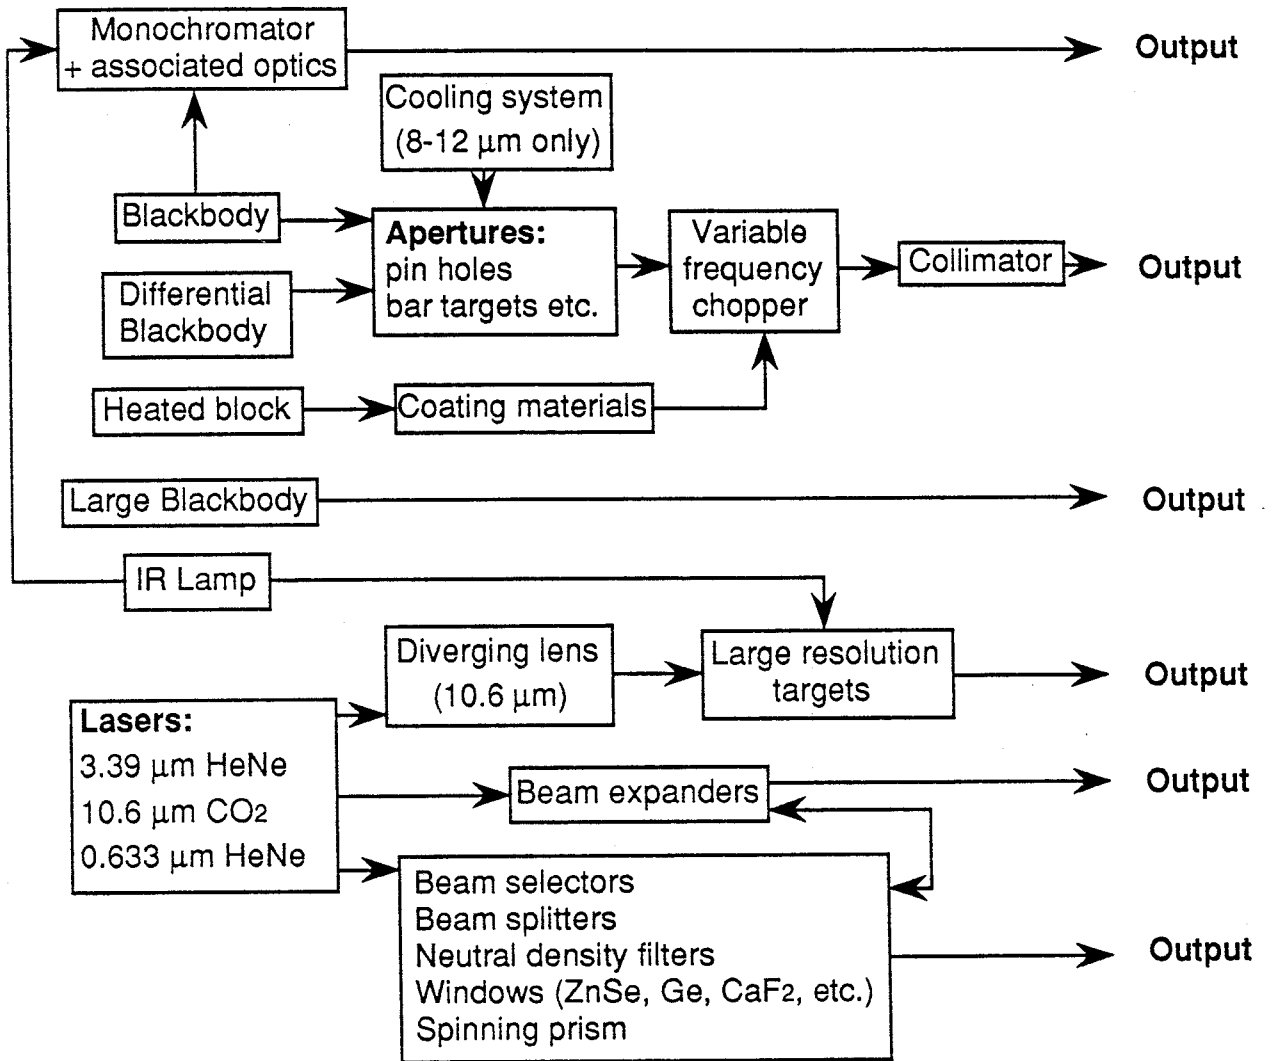 Monochromator
+ associated optics
Output
Cooling system
(8-12 µm only)
Blackbody
Apertures:
pin holes
bar targets etc.
Variable
frequency
chopper
Collimator
Output
Differential
Blackbody
Heated block
Coating materials
Large Blackbody
Output
IR Lamp
Diverging lens
(10.6 µm)
Large resolution
targets
Output
Lasers:
3.39 µm HeNe
10.6 µm CO2
0.633 µm HeNe
Beam expanders
Output
Beam selectors
Beam splitters
Neutral density filters
Windows (ZnSe, Ge, CaF2, etc.)
Spinning prism
Output